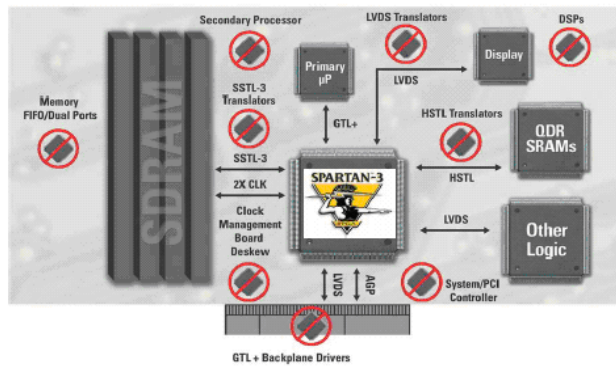 Secondary Processor
LVDS Translators
DSPs
Primary
µP
Display
LVDS
Memory
FIFO/Dual Ports
SSTL-3
Translators
GTL+
HSTL Translators
QDR
SRAMs
SDRAM
SSTL-3
SPARTAN-3
HSTL
2X CLK
Clock
Management
Board
Deskew
LVDS
Other
Logic
LVDS
AGP
System/PCI
Controller
GTL + Backplane Drivers